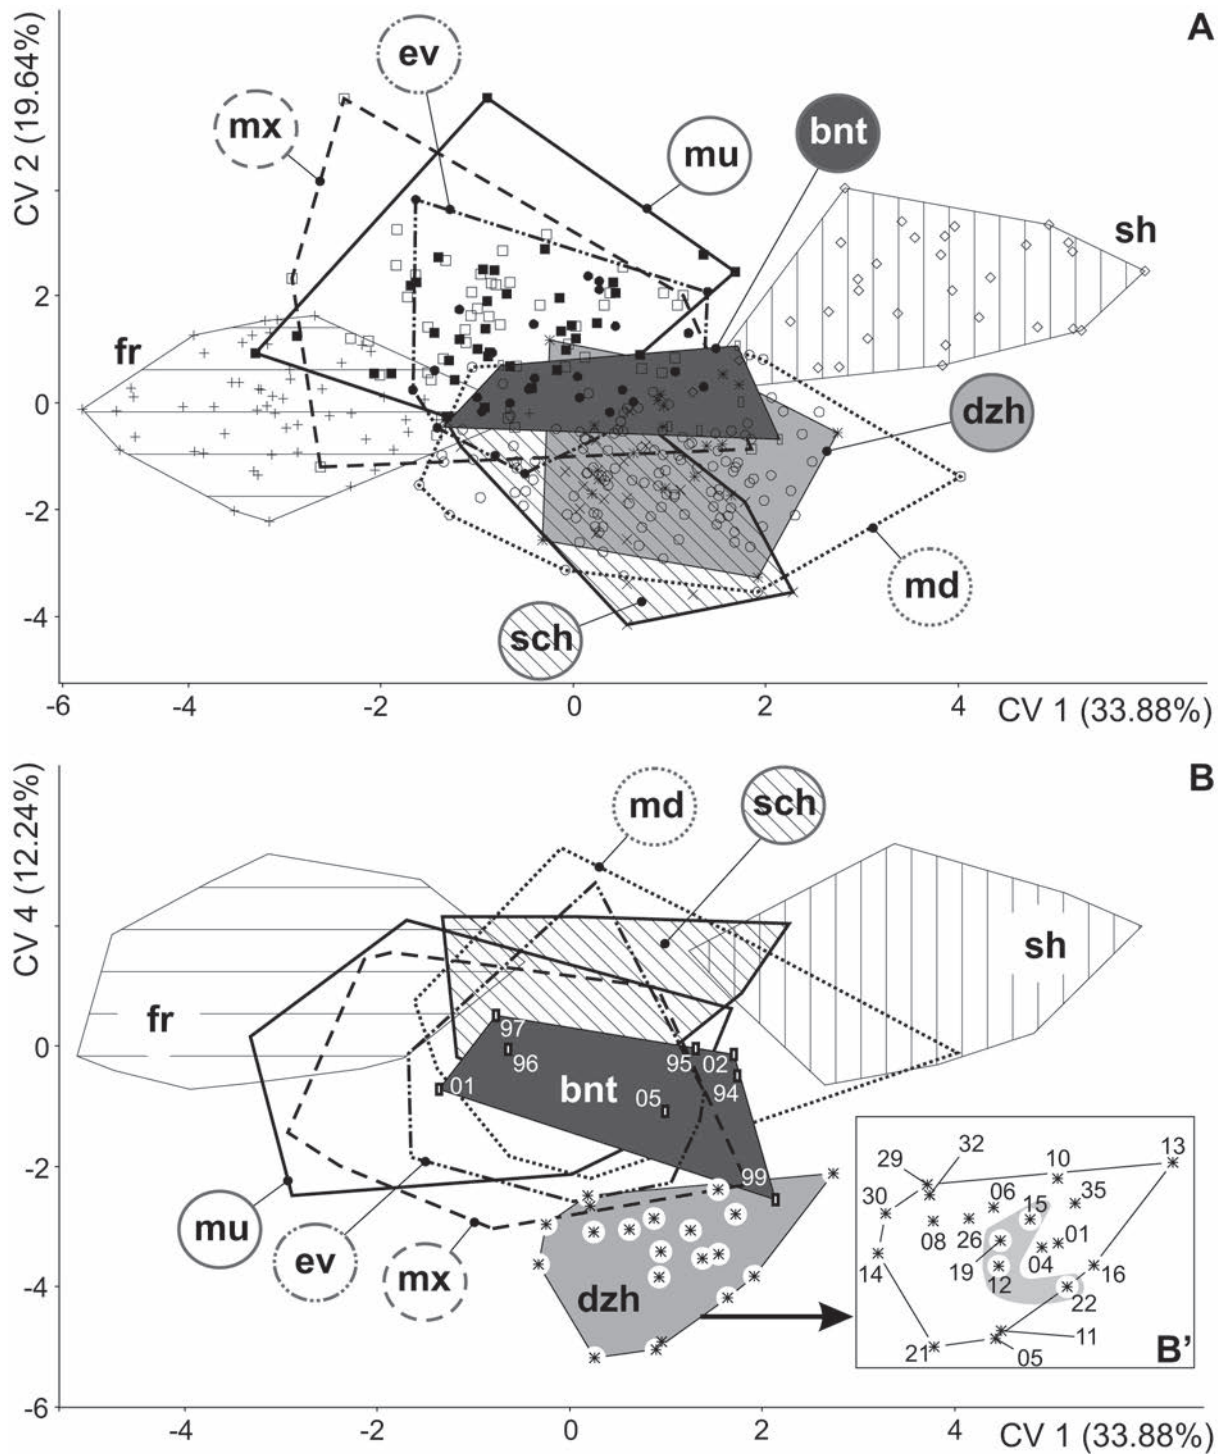 A
CV 2 (19.64%)
ev
mx
mu
bnt
sh
fr
dzh
md
sch
2
0
-2
-4
-6 -4 -2 0 2 4 CV 1 (33.88%)
B
CV 4 (12.24%)
md
sch
sh
fr
97
96
95 02
94
01
bnt
05
99
mu
ev
mx
dzh
4
0
-2
-4
-6
-4 -2 0 2 4 CV 1 (33.88%)
29 32 10 13
30 06 15 35
08 26 01
14 19 12 04 16
22
21 05 11
B'